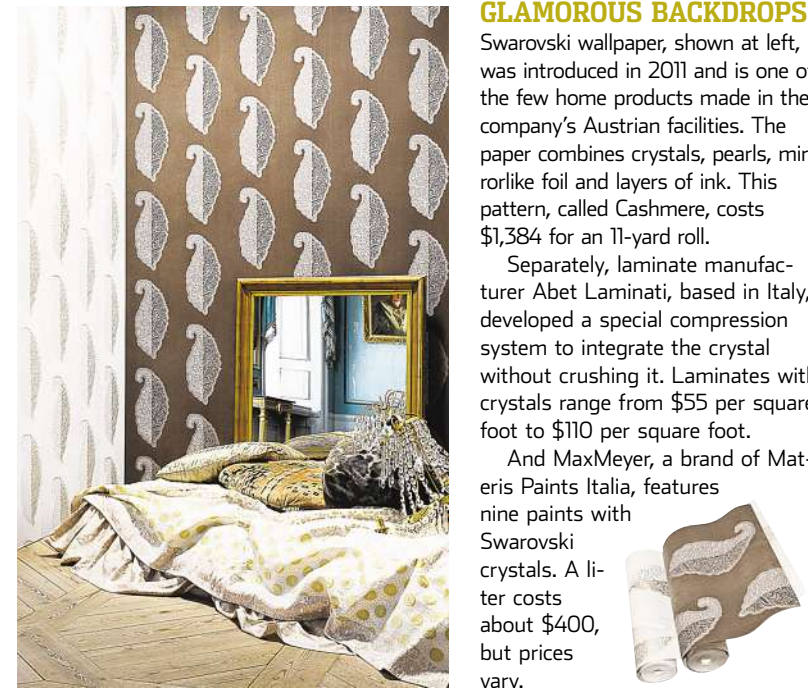 GLAMOROUS BACKDROPS
Swarovski wallpaper, shown at left,
was introduced in 2011 and is one of
the few home products made in the
company's Austrian facilities. The
paper combines crystals, pearls, mir-
rorlike foil and layers of ink. This
pattern, called Cashmere, costs
$1,384 for an 11-yard roll.
Separately, laminate manufac-
turer Abet Laminati, based in Italy,
developed a special compression
system to integrate the crystal
without crushing it. Laminates with
crystals range from $55 per square
foot to $110 per square foot.
And MaxMeyer, a brand of Mat-
eris Paints Italia, features
nine paints with
Swarovski
crystals. A li-
ter costs
about $400,
but prices
vary.